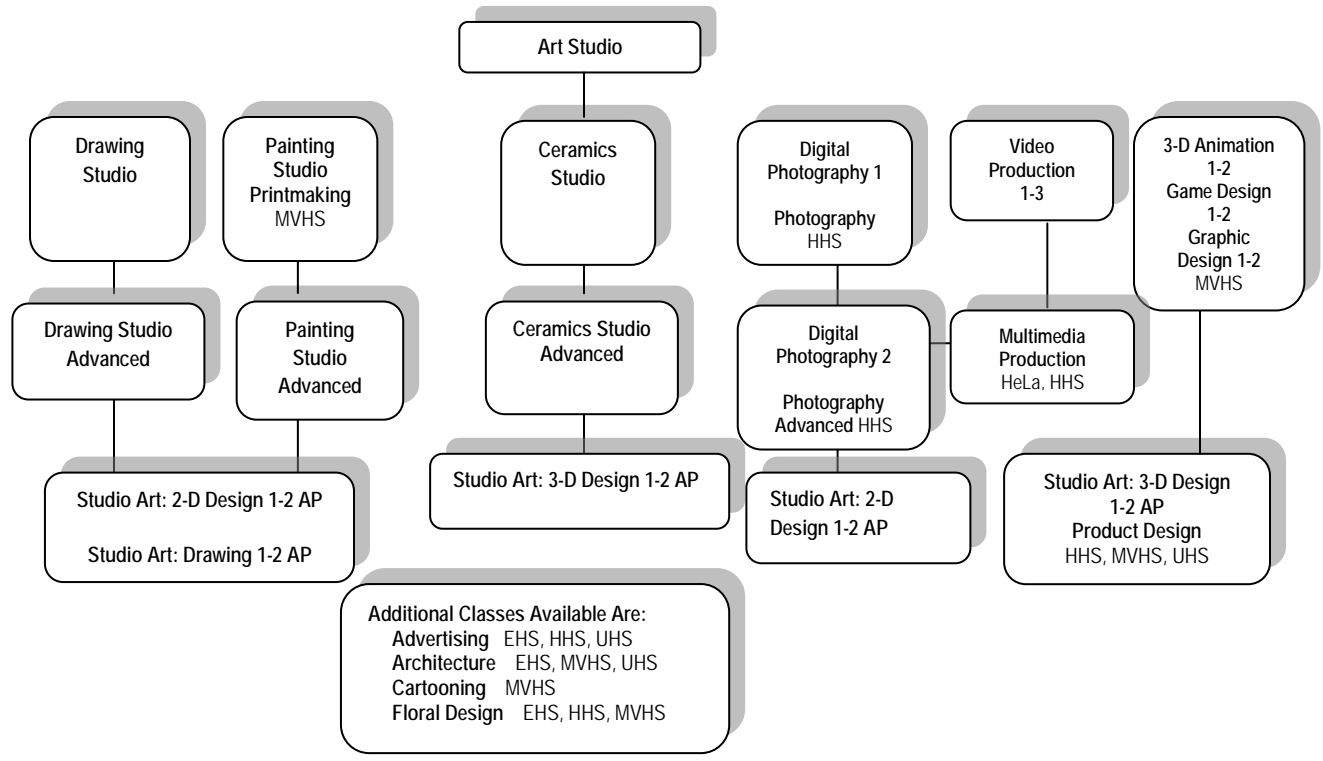 Art Studio
Drawing
Studio
Painting
Studio
Printmaking
MVHS
Ceramics
Studio
Digital
Photography 1
Photography
HHS
Video
Production
1-3
3-D Animation
1-2
Game Design
1-2
Graphic
Design 1-2
MVHS
Drawing Studio
Advanced
Painting
Studio
Advanced
Ceramics Studio
Advanced
Digital
Photography 2
Photography
Advanced HHS
Multimedia
Production
HeLa, HHS
Studio Art: 2-D Design 1-2 AP
Studio Art: Drawing 1-2 AP
Studio Art: 3-D Design 1-2 AP
Studio Art: 2-D
Design 1-2 AP
Studio Art: 3-D Design
1-2 AP
Product Design
HHS, MVHS, UHS
Additional Classes Available Are:
Advertising EHS, HHS, UHS
Architecture EHS, MVHS, UHS
Cartooning MVHS
Floral Design EHS, HHS, MVHS